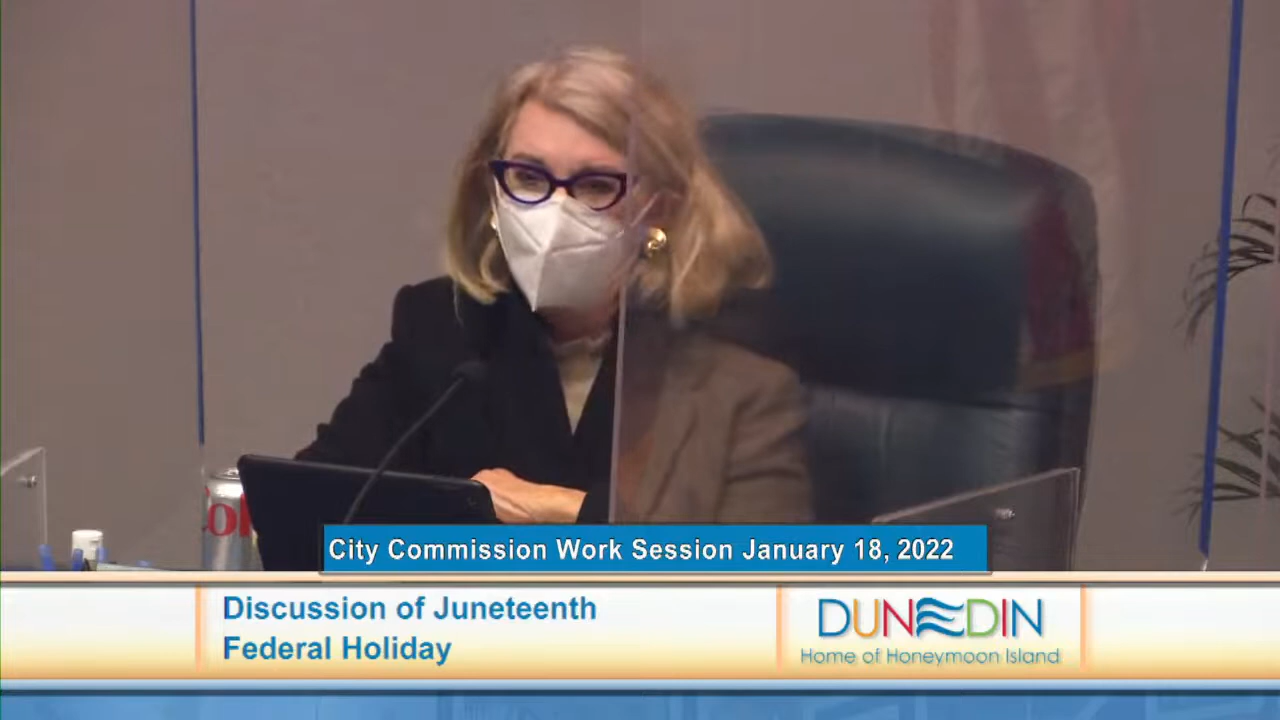 City Commission Work Session January 18, 2022
Discussion of Juneteenth
Federal Holiday
DUNEDIN
Home of Honeymoon Island